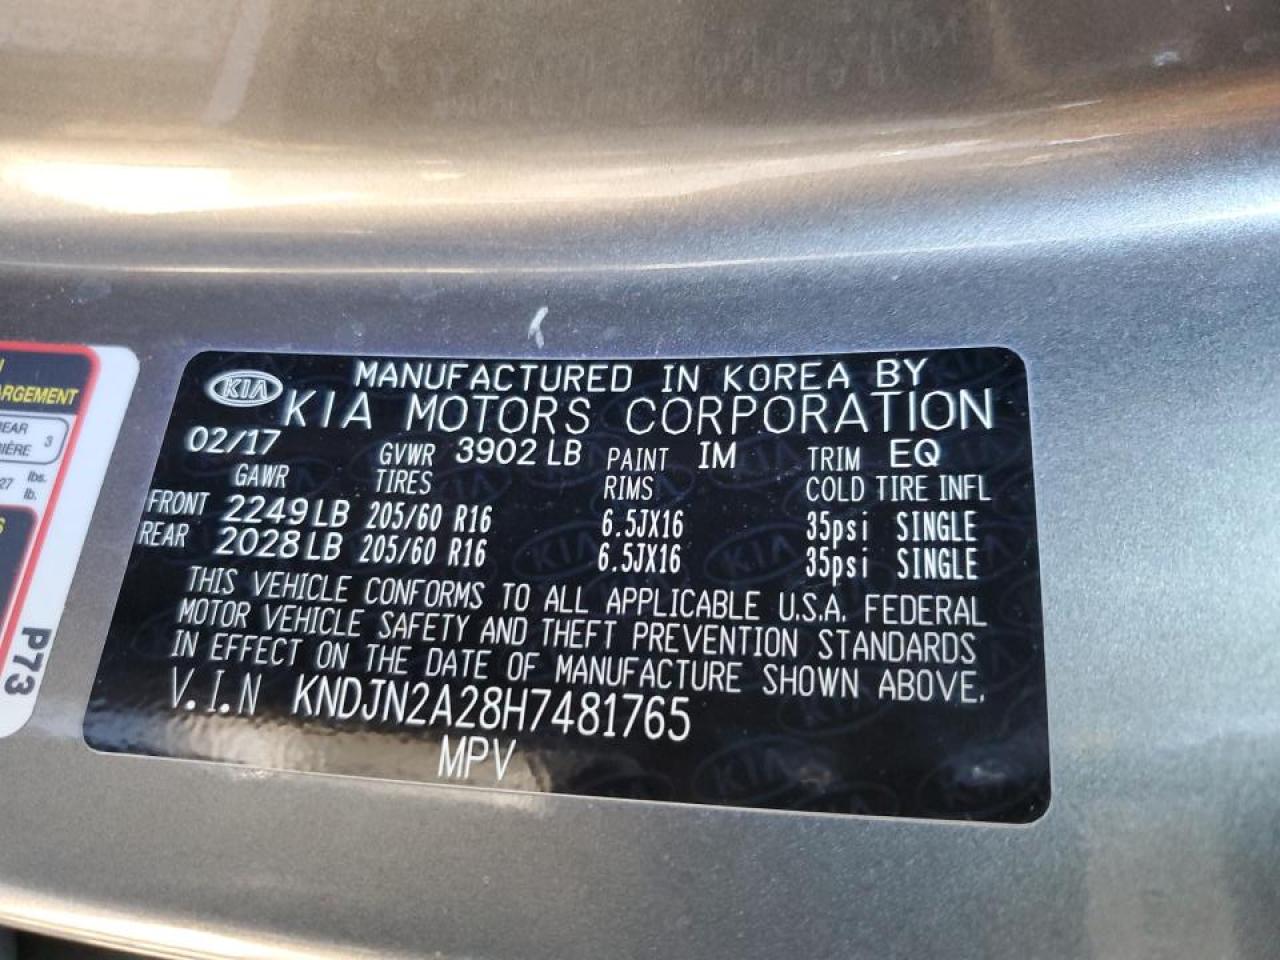 KIA
MANUFACTURED IN KOREA BY
KIA MOTORS CORPORATION
02/17 GVWR 3902 LB PAINT IM TRIM EQ
GAWR TIRES RIMS COLD TIRE INFL
FRONT 2249 LB 205/60 R16 6.5JX16 35psi SINGLE
REAR 2028 LB 205/60 R16 6.5JX16 35psi SINGLE
THIS VEHICLE CONFORMS TO ALL APPLICABLE U.S.A. FEDERAL
MOTOR VEHICLE SAFETY AND THEFT PREVENTION STANDARDS
IN EFFECT ON THE DATE OF MANUFACTURE SHOWN ABOVE.
V.I.N KNDJN2A28H7481765
MPV
EAR 3
lbs.
lb.
P73